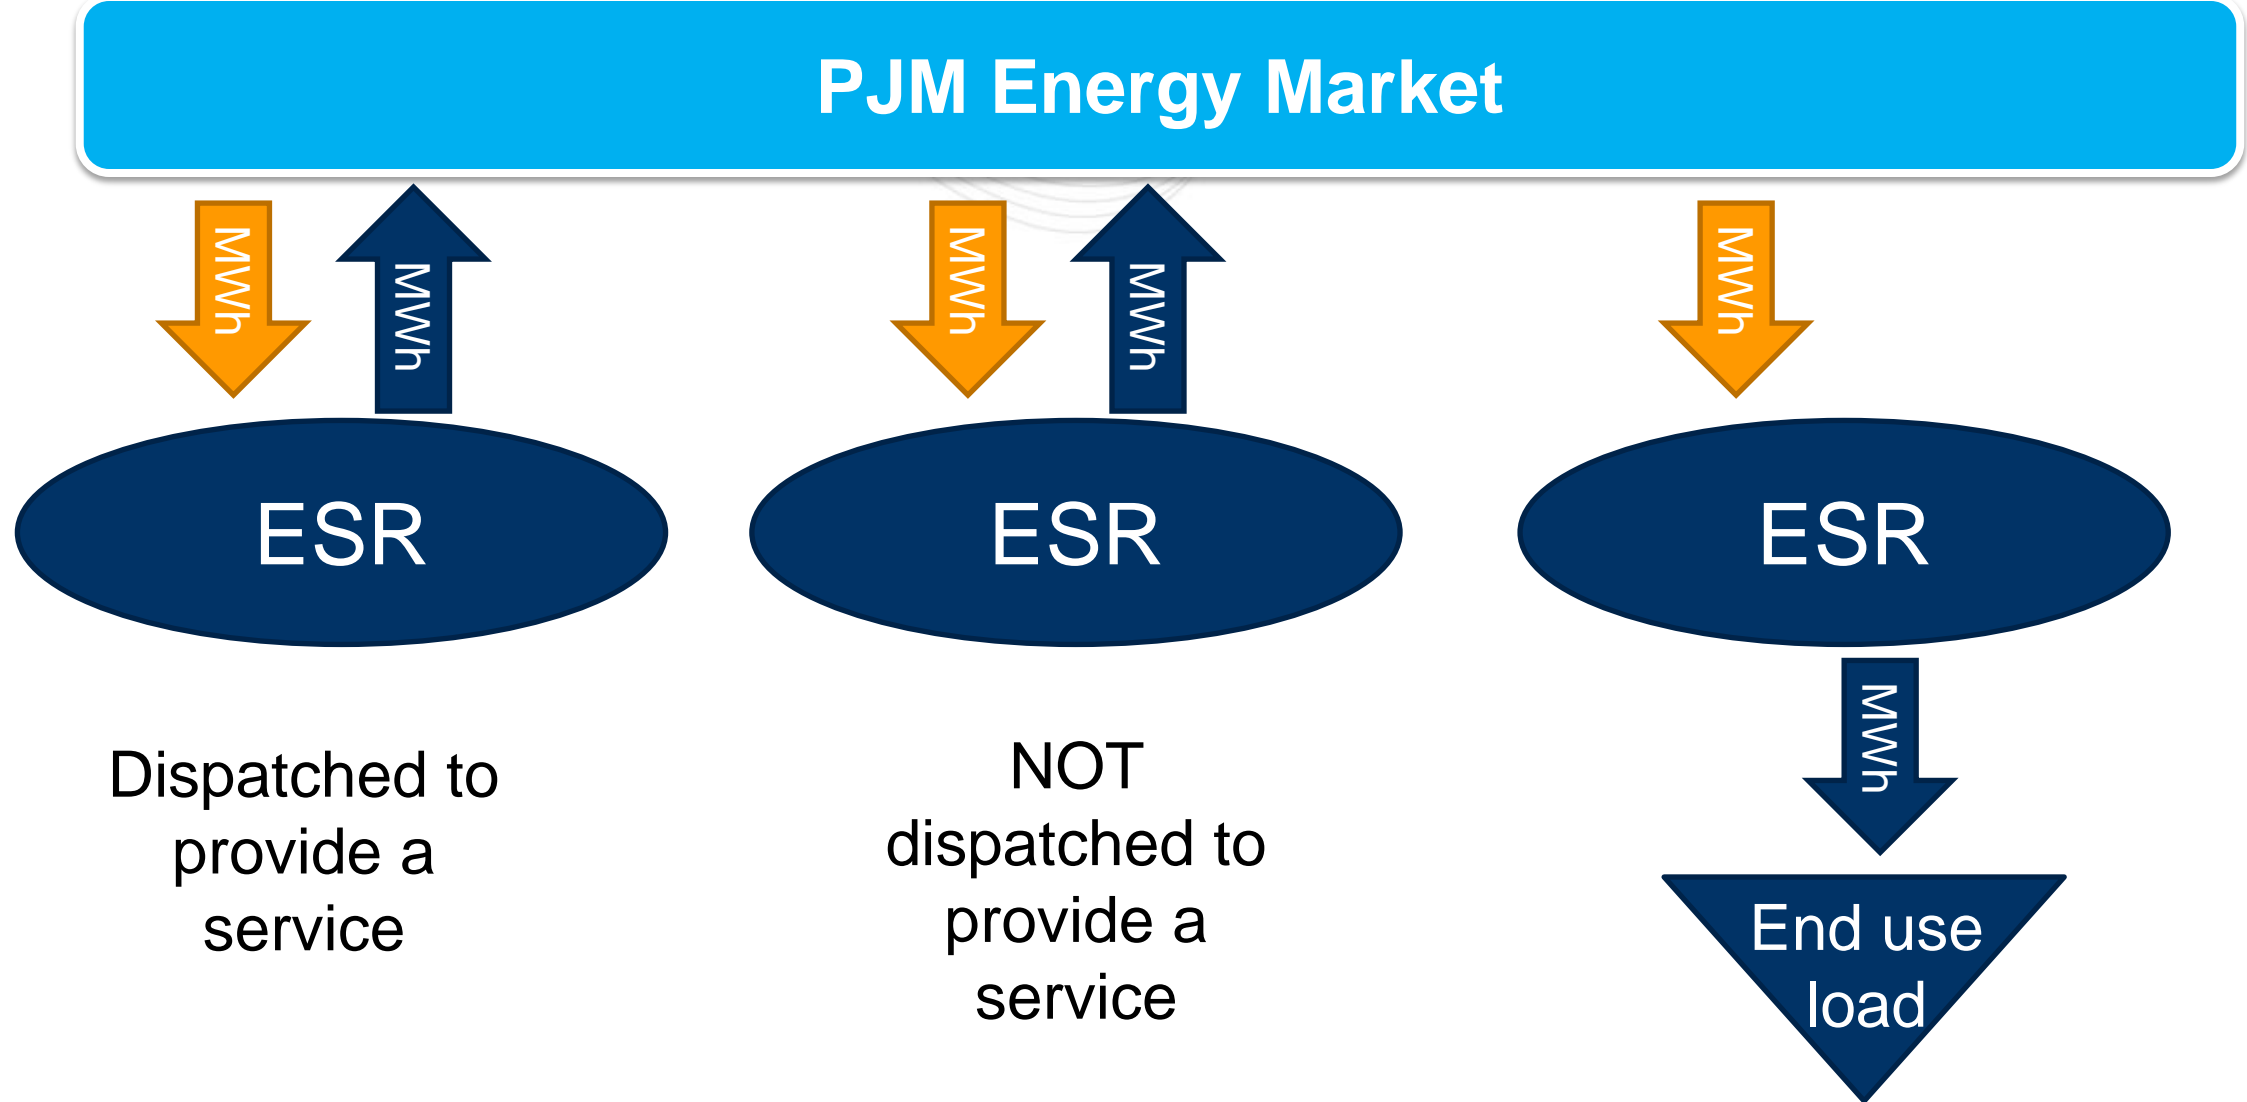 PJM Energy Market
MWh
MWh
MWh
MWh
MWh
ESR
ESR
ESR
MWh
Dispatched to
provide a
service
NOT
dispatched to
provide a
service
End use
load